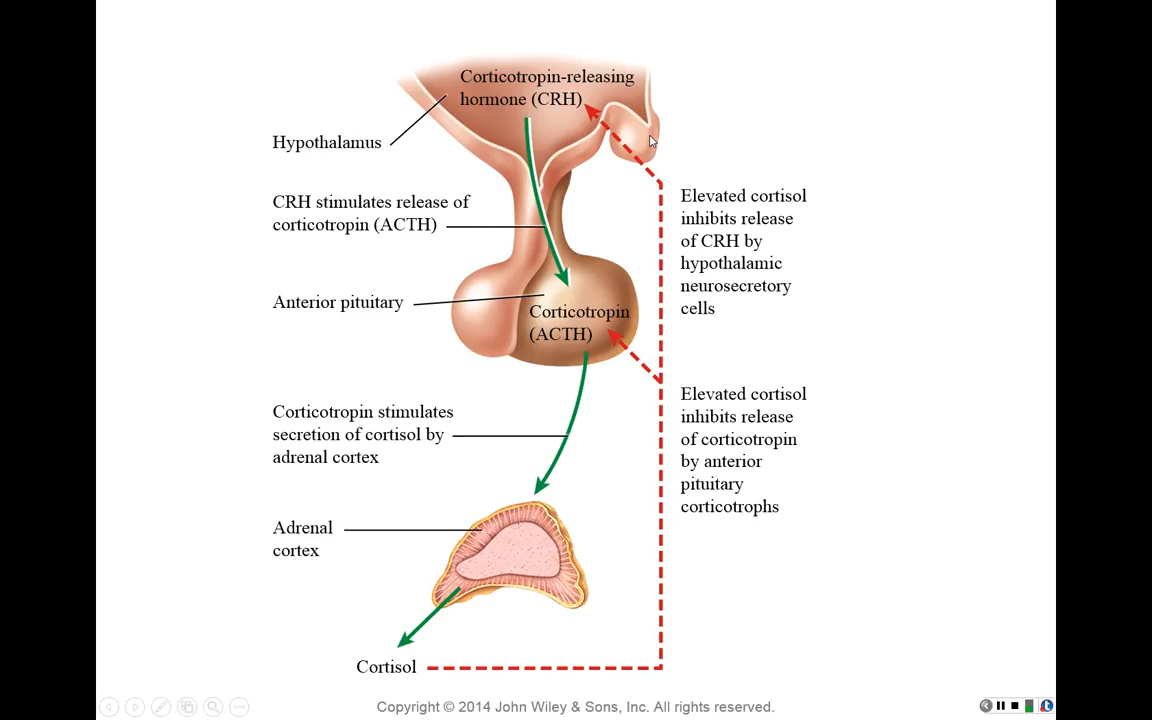 Corticotropin-releasing
hormone (CRH)
Hypothalamus
CRH stimulates release of
corticotropin (ACTH)
Elevated cortisol
inhibits release
of CRH by
hypothalamic
neurosecretory
cells
Anterior pituitary
Corticotropin
(ACTH)
Corticotropin stimulates
secretion of cortisol by
adrenal cortex
Elevated cortisol
inhibits release
of corticotropin
by anterior
pituitary
corticotrophs
Adrenal
cortex
Cortisol
Copyright © 2014 John Wiley & Sons, Inc. All rights reserved.